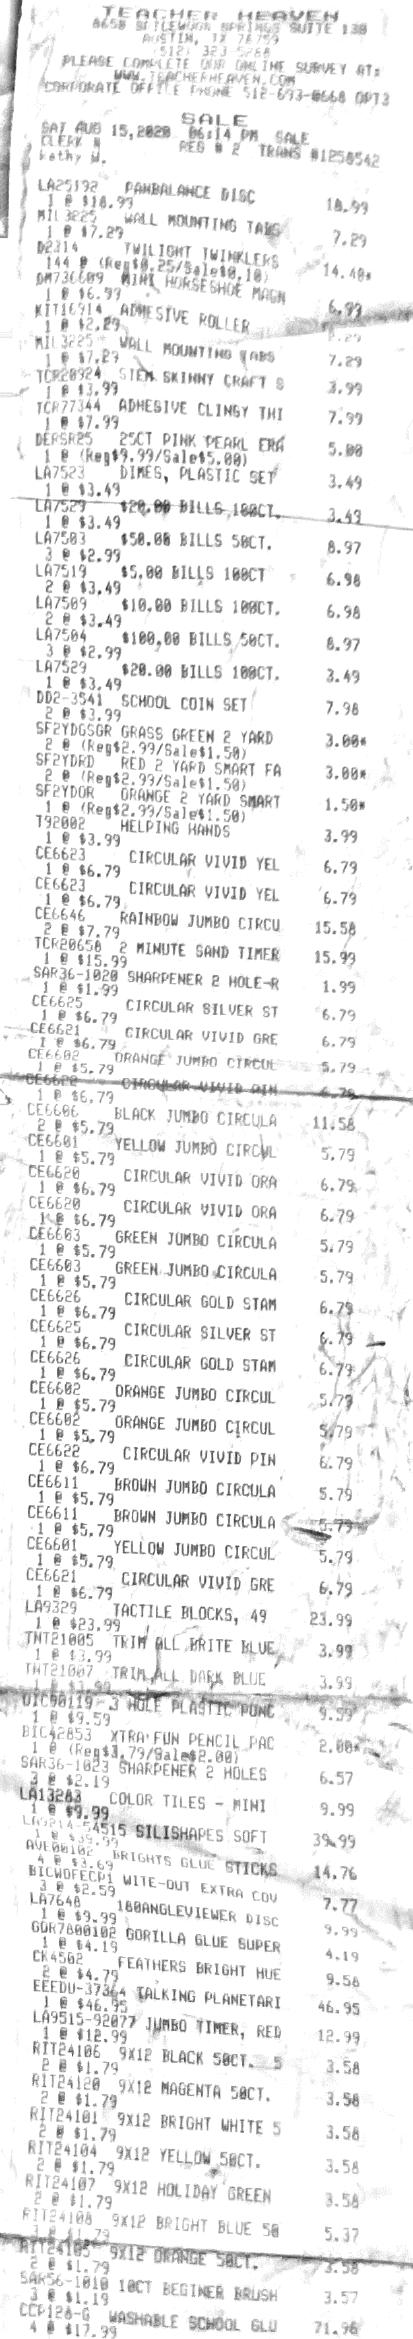 TEACHER HEAVEN
SUITE 130
AUSTIN, TX 78759
(512) 323-5268
PLEASE COMPLETE OUR ONLINE SURVEY AT:
WWW.TEACHERHEAVEN.COM
CORPORATE OFFICE PHONE 512-693-0668 OPT3
SALE
SAT AUG 15,2020 06:14 PM SALE
CLERK REG # 2 TRANS #1258542
kathy W.
LA25192 PANBALANCE DISC 18.99
1 @ $18.99
MIL3225 WALL MOUNTING TABS 7.29
1 @ $7.29
D2314 TWILIGHT TWINKLERS 14.40*
144 @ (Reg$0.25/Sale$0.10)
DM736609 MINI HORSESHOE MAGN 6.99
1 @ $6.99
KIT16914 ADHESIVE ROLLER 2.29
1 @ $2.29
MIL3225 WALL MOUNTING TABS 7.29
1 @ $7.29
TCR20924 STEM SKINNY CRAFT S 3.99
1 @ $3.99
TCR77344 ADHESIVE CLINGY THI 7.99
1 @ $7.99
DERSR25 25CT PINK PEARL ERA 5.00
1 @ (Reg$9.99/Sale$5.00)
LA7523 DIMES, PLASTIC SET 3.49
1 @ $3.49
LA7529 $20.00 BILLS 100CT. 3.49
1 @ $3.49
LA7503 $50.00 BILLS 50CT. 8.97
3 @ $2.99
LA7519 $5.00 BILLS 100CT 6.98
2 @ $3.49
LA7509 $10.00 BILLS 100CT. 6.98
2 @ $3.49
LA7504 $100,00 BILLS 50CT. 8.97
3 @ $2.99
LA7529 $20.00 BILLS 100CT. 3.49
1 @ $3.49
DD2-3541 SCHOOL COIN SET 7.98
2 @ $3.99
SF2YDGSGR GRASS GREEN 2 YARD 3.00*
2 @ (Reg$2.99/Sale$1.50)
SF2YDRD RED 2 YARD SMART FA 3.00*
2 @ (Reg$2.99/Sale$1.50)
SF2YDOR ORANGE 2 YARD SMART 1.50*
1 @ (Reg$2.99/Sale$1.50)
T92002 HELPING HANDS 3.99
1 @ $3.99
CE6623 CIRCULAR VIVID YEL 6.79
1 @ $6.79
CE6623 CIRCULAR VIVID YEL 6.79
1 @ $6.79
CE6646 RAINBOW JUMBO CIRCU 15.58
2 @ $7.79
TCR20658 2 MINUTE SAND TIMER 15.99
1 @ $15.99
SAR36-1020 SHARPENER 2 HOLE-R 1.99
1 @ $1.99
CE6625 CIRCULAR SILVER ST 6.79
1 @ $6.79
CE6621 CIRCULAR VIVID GRE 6.79
1 @ $6.79
CE6602 ORANGE JUMBO CIRCUL 5.79
1 @ $5.79
CE6622 CIRCULAR VIVID PIN 6.79
1 @ $6.79
CE6606 BLACK JUMBO CIRCULA 11.58
2 @ $5.79
CE6601 YELLOW JUMBO CIRCUL 5.79
1 @ $5.79
CE6620 CIRCULAR VIVID ORA 6.79
1 @ $6.79
CE6620 CIRCULAR VIVID ORA 6.79
1 @ $6.79
CE6603 GREEN JUMBO CIRCULA 5.79
1 @ $5.79
CE6603 GREEN JUMBO CIRCULA 5.79
1 @ $5.79
CE6626 CIRCULAR GOLD STAM 6.79
1 @ $6.79
CE6625 CIRCULAR SILVER ST 6.79
1 @ $6.79
CE6626 CIRCULAR GOLD STAM 6.79
1 @ $6.79
CE6602 ORANGE JUMBO CIRCUL 5.79
1 @ $5.79
CE6602 ORANGE JUMBO CIRCUL 5.79
1 @ $5.79
CE6622 CIRCULAR VIVID PIN 6.79
1 @ $6.79
CE6611 BROWN JUMBO CIRCULA 5.79
1 @ $5.79
CE6611 BROWN JUMBO CIRCULA 5.79
1 @ $5.79
CE6601 YELLOW JUMBO CIRCUL 5.79
1 @ $5.79
CE6621 CIRCULAR VIVID GRE 6.79
1 @ $6.79
LA9329 TACTILE BLOCKS, 49 23.99
1 @ $23.99
TNT21005 TRIM ALL BRITE BLUE 3.99
1 @ $3.99
TNT21007 TRIM ALL DARK BLUE 3.99
1 @ $3.99
UIC90119 3 HOLE PLASTIC PUNC 9.59
1 @ $9.59
BIC42853 XTRA FUN PENCIL PAC 2.00*
1 @ (Reg$3.79/Sale$2.00)
SAR36-1023 SHARPENER 2 HOLES 6.57
3 @ $2.19
LA13283 COLOR TILES - MINI 9.99
1 @ $9.99
LA9214-54515 SILISHAPES SOFT 39.99
1 @ $39.99
AVE00102 BRIGHTS GLUE STICKS 14.76
4 @ $3.69
BICWOFECP1 WITE-OUT EXTRA COV 7.77
3 @ $2.59
LA7648 180ANGLEVIEWER DISC 9.99
1 @ $9.99
GOR7800102 GORILLA GLUE SUPER 4.19
1 @ $4.19
CK4502 FEATHERS BRIGHT HUE 9.58
2 @ $4.79
EEEDU-37364 TALKING PLANETARI 46.95
1 @ $46.95
LA9515-92077 JUMBO TIMER, RED 12.99
1 @ $12.99
RIT24106 9X12 BLACK 50CT. 5 3.58
2 @ $1.79
RIT24120 9X12 MAGENTA 50CT. 3.58
2 @ $1.79
RIT24101 9X12 BRIGHT WHITE 5 3.58
2 @ $1.79
RIT24104 9X12 YELLOW 50CT. 3.58
2 @ $1.79
RIT24107 9X12 HOLIDAY GREEN 3.58
2 @ $1.79
RIT24108 9X12 BRIGHT BLUE 50 5.37
3 @ $1.79
RIT24105 9X12 ORANGE 50CT. 3.58
2 @ $1.79
SAR56-1010 10CT BEGINER BRUSH 3.57
3 @ $1.19
CCP128-G WASHABLE SCHOOL GLU 71.96
4 @ $17.99